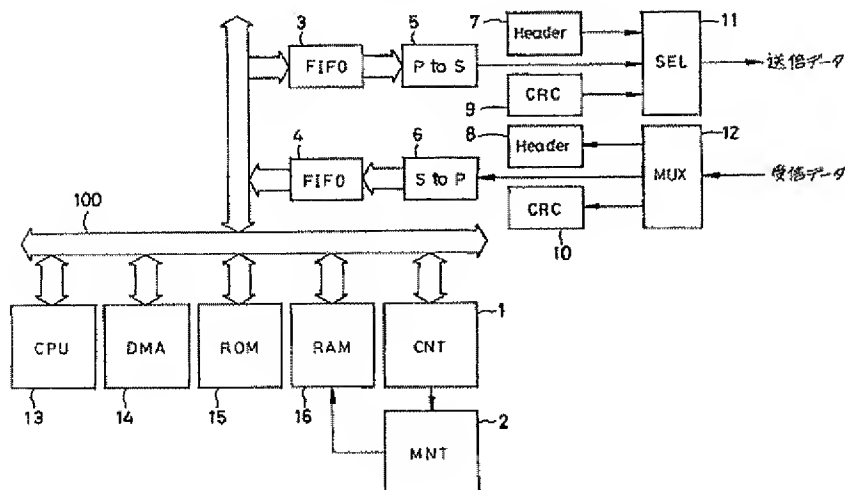 3
5
7
11
Header
FIFO
P to S
SEL
送信データ
CRC
9
8
4
6
12
Header
FIFO
S to P
MUX
受信データ
CRC
10
100
1
CPU
DMA
ROM
RAM
CNT
13
14
15
16
2
MNT